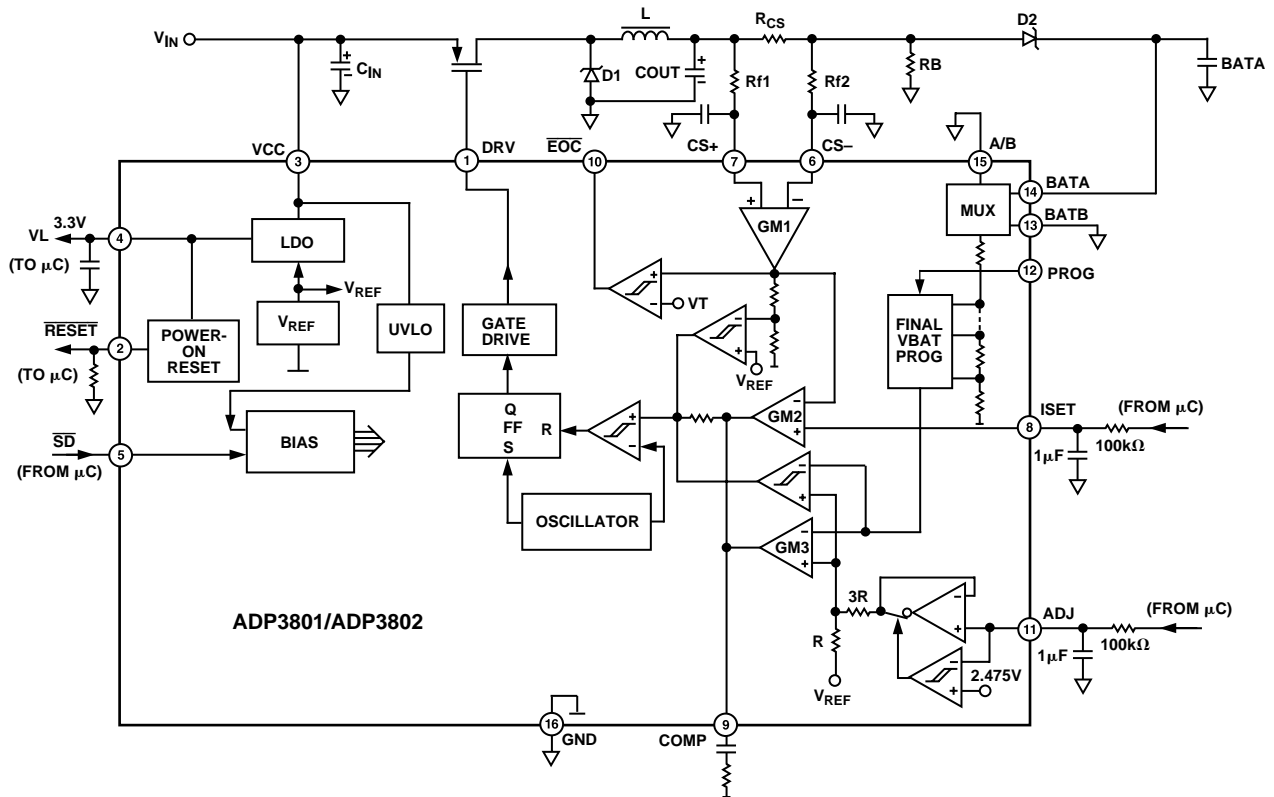 L
RCS
D2
VIN
+
−
CIN
D1
COUT
+
−
Rf1
Rf2
RB
BATA
VCC
3
1
DRV
EOC
10
CS+
7
6
CS–
15
A/B
14
BATA
13
BATB
12
PROG
MUX
+
–
GM1
3.3V
VL
4
(TO μC)
LDO
VREF
VREF
UVLO
GATE
DRIVE
+
–
VT
–
+
VREF
FINAL
VBAT
PROG
RESET
2
POWER-
ON
RESET
(TO μC)
SD
5
(FROM μC)
BIAS
Q
FF
S
R
+
–
–
GM2
+
8
ISET
(FROM μC)
1μF
100kΩ
OSCILLATOR
–
+
–
GM3
+
ADP3801/ADP3802
3R
R
VREF
–
+
–
+
2.475V
11
ADJ
(FROM μC)
1μF
100kΩ
16
GND
COMP
9